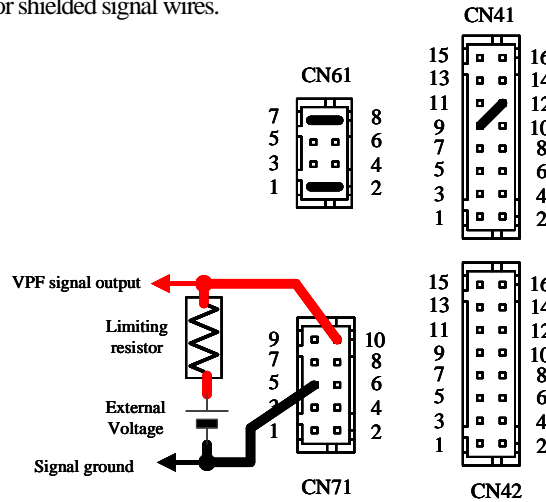 or shielded signal wires.
CN41
CN61
15 16
13 14
11 12
9 10
7 8
5 6
3 4
1 2
7 8
5 6
3 4
1 2
VPF signal output
Limiting
resistor
External
Voltage
Signal ground
9 10
7 8
5 6
3 4
1 2
CN71
15 16
13 14
11 12
9 10
7 8
5 6
3 4
1 2
CN42